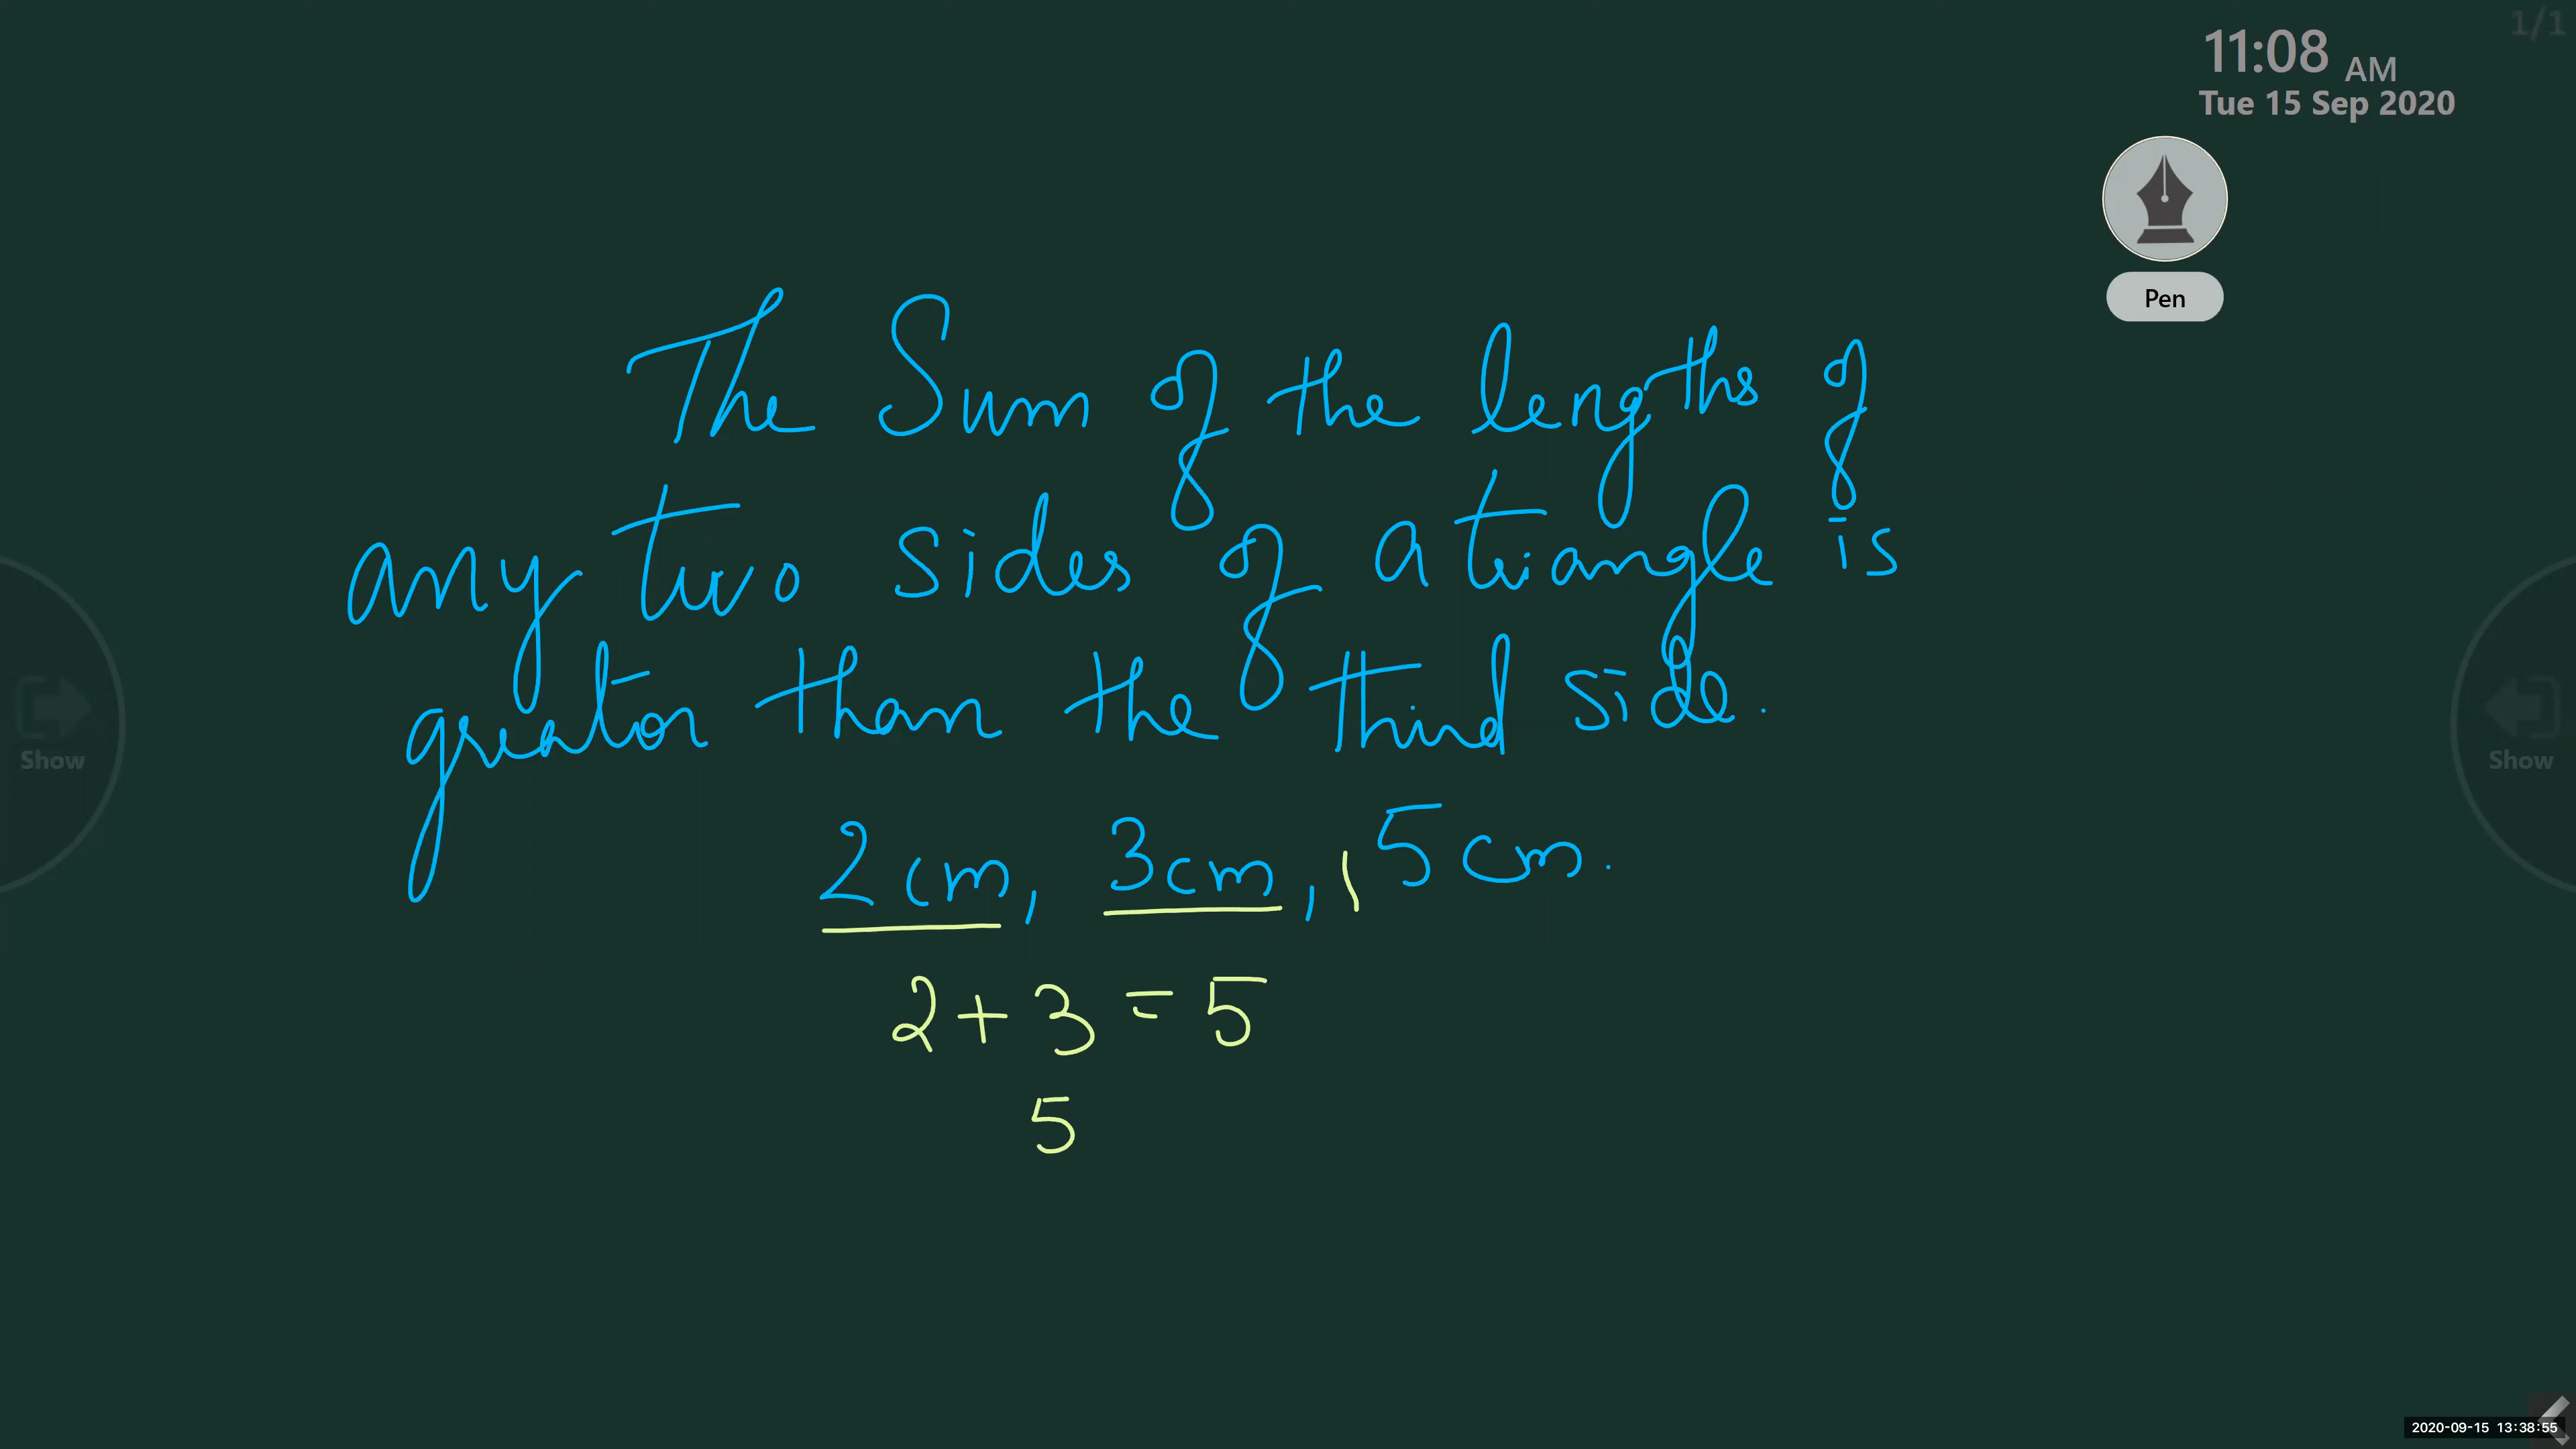 1/1
11:08 AM
Tue 15 Sep 2020
Pen
The Sum of the lengths of
any two sides of a triangle is
greater than the third side.
Show
Show
2 cm, 3 cm, 5 cm.
2 + 3 = 5
5
2020-09-15 13:38:55